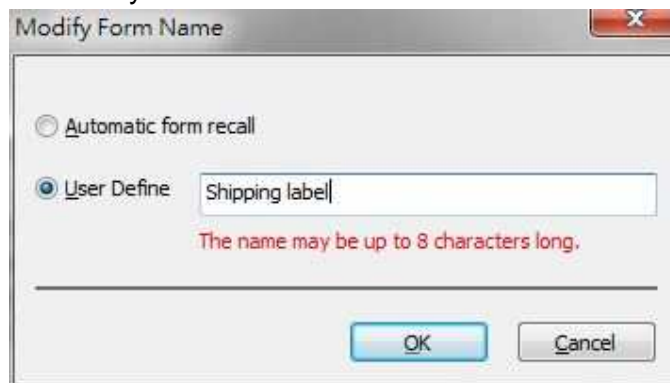 Modify Form Name
Automatic form recall
User Define
Shipping label
The name may be up to 8 characters long.
OK
Cancel